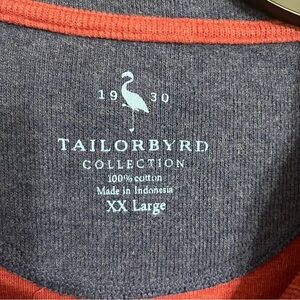 19 30
TAILORBYRD
COLLECTION
100% cotton
Made in Indonesia
XX Large